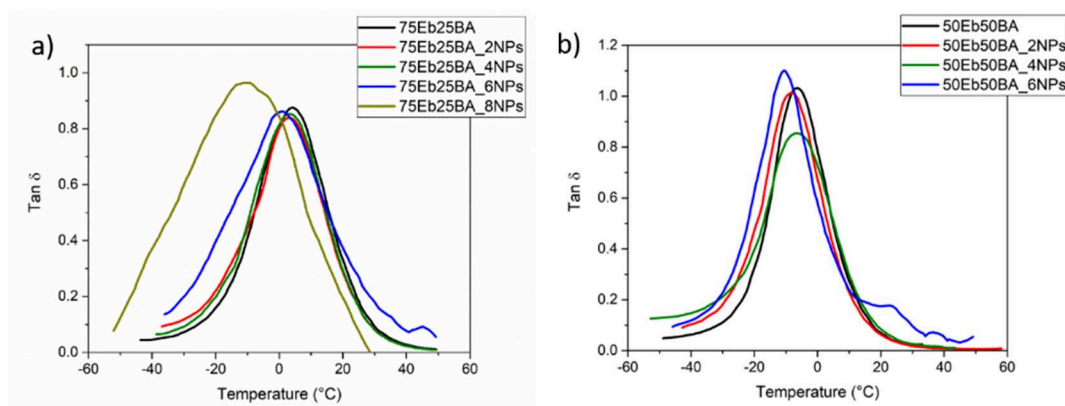 a)
75Eb25BA
75Eb25BA_2NPs
75Eb25BA_4NPs
75Eb25BA_6NPs
75Eb25BA_8NPs
1.0
0.8
0.6
0.4
0.2
0.0
Tan δ
-60 -40 -20 0 20 40 60
Temperature (°C)
b)
50Eb50BA
50Eb50BA_2NPs
50Eb50BA_4NPs
50Eb50BA_6NPs
1.2
1.0
0.8
0.6
0.4
0.2
0.0
Tan δ
-60 -40 -20 0 20 40 60
Temperature (°C)